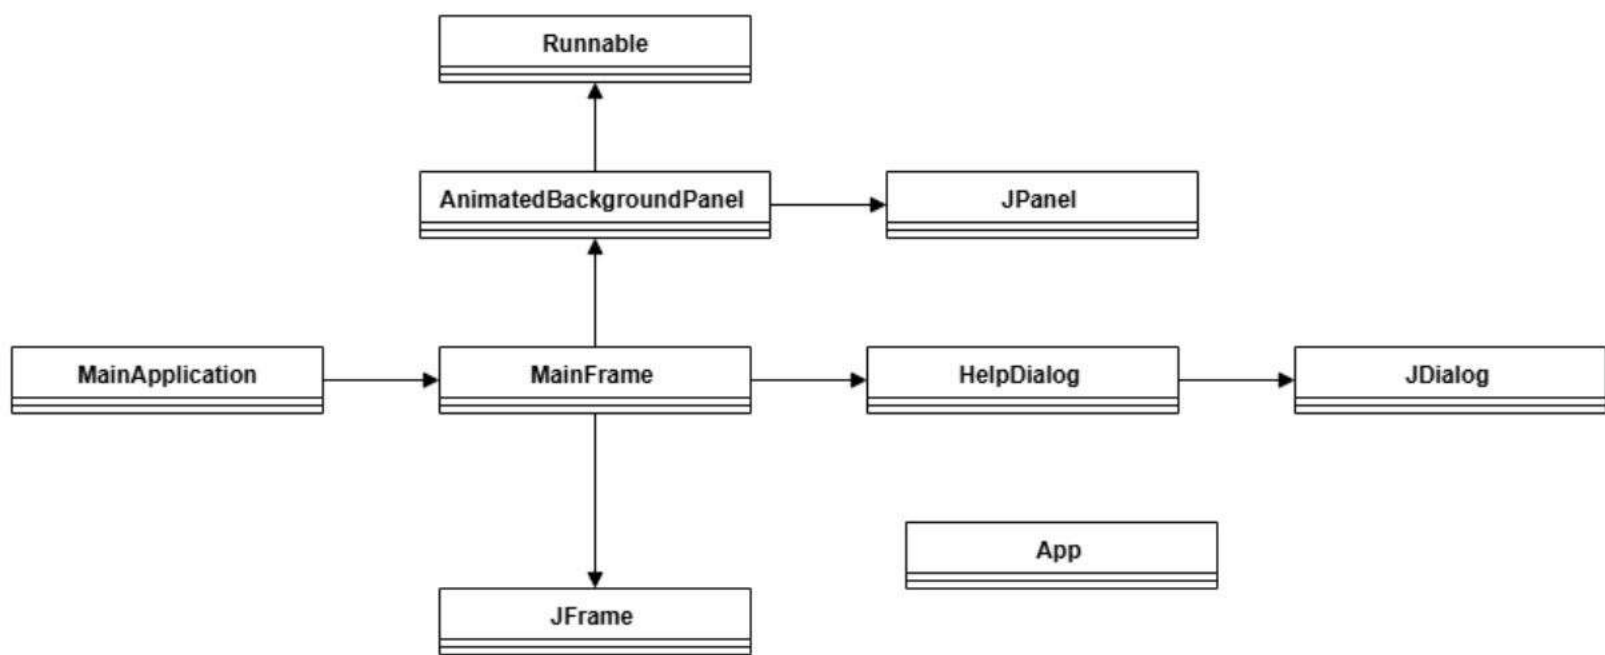 Runnable
AnimatedBackgroundPanel
JPanel
MainApplication
MainFrame
HelpDialog
JDialog
App
JFrame